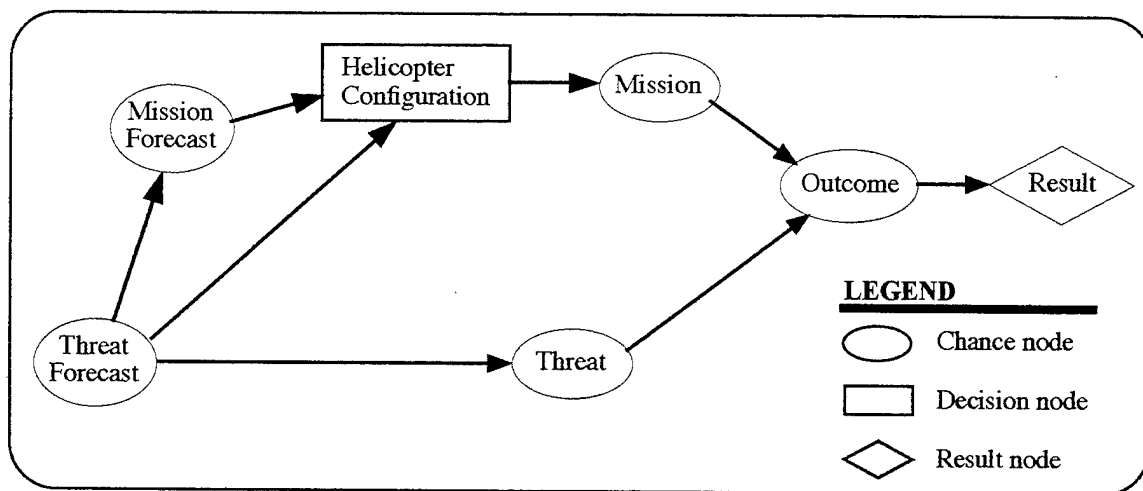 Helicopter
Configuration
Mission
Mission
Forecast
Outcome
Result
Threat
Forecast
Threat
LEGEND
Chance node
Decision node
Result node